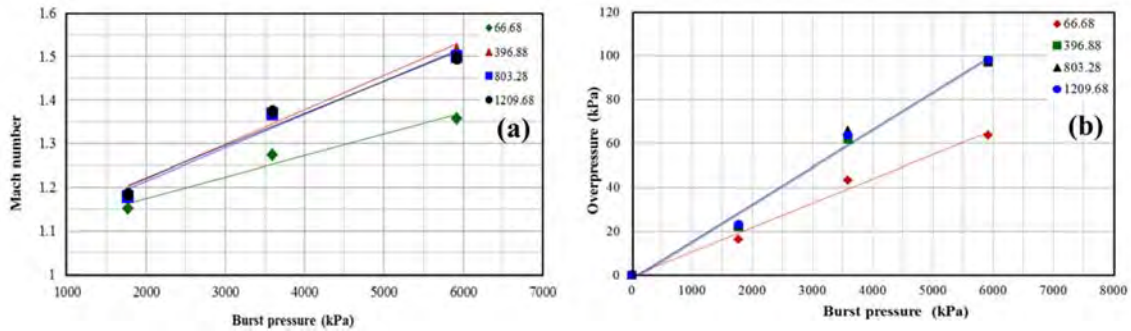 1.6
1.5
1.4
1.3
1.2
1.1
1
Mach number
1000 2000 3000 4000 5000 6000 7000
Burst pressure (kPa)
66.68
396.88
803.28
1209.68
(a)
120
100
80
60
40
20
0
Overpressure (kPa)
0 1000 2000 3000 4000 5000 6000 7000 8000
Burst pressure (kPa)
66.68
396.88
803.28
1209.68
(b)